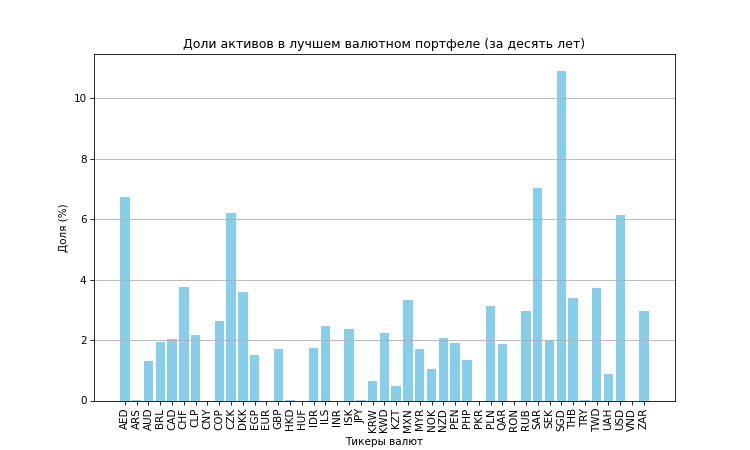 Доли активов в лучшем валютном портфеле (за десять лет)
Доля (%)
10
8
6
4
2
0
AED ARS AUD BRL CAD CHF CLP CNY COP CZK DKK EGP EUR GBP HKD HUF IDR ILS INR ISK JPY KRW KWD KZT MXN MYR NOK NZD PEN PHP PKR PLN QAR RON RUB SAR SEK SGD THB TRY TWD UAH USD VND ZAR
Тикеры валют